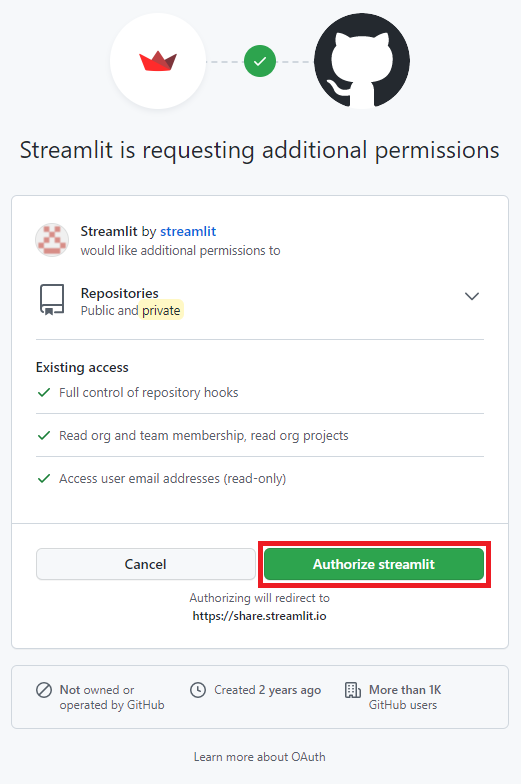 Streamlit is requesting additional permissions
Streamlit by streamlit
would like additional permissions to
Repositories
Public and private
Existing access
Full control of repository hooks
Read org and team membership, read org projects
Access user email addresses (read-only)
Cancel
Authorize streamlit
Authorizing will redirect to
https://share.streamlit.io
Not owned or
operated by GitHub
Created 2 years ago
More than 1K
GitHub users
Learn more about OAuth